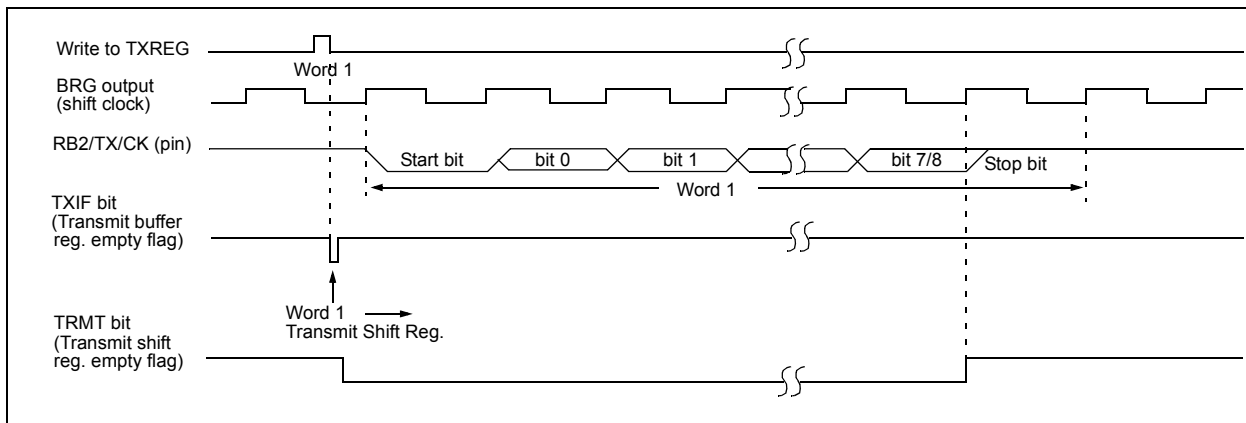 Write to TXREG
Word 1
BRG output
(shift clock)
RB2/TX/CK (pin)
Start bit
bit 0
bit 1
bit 7/8
Stop bit
Word 1
TXIF bit
(Transmit buffer
reg. empty flag)
Word 1
Transmit Shift Reg.
TRMT bit
(Transmit shift
reg. empty flag)